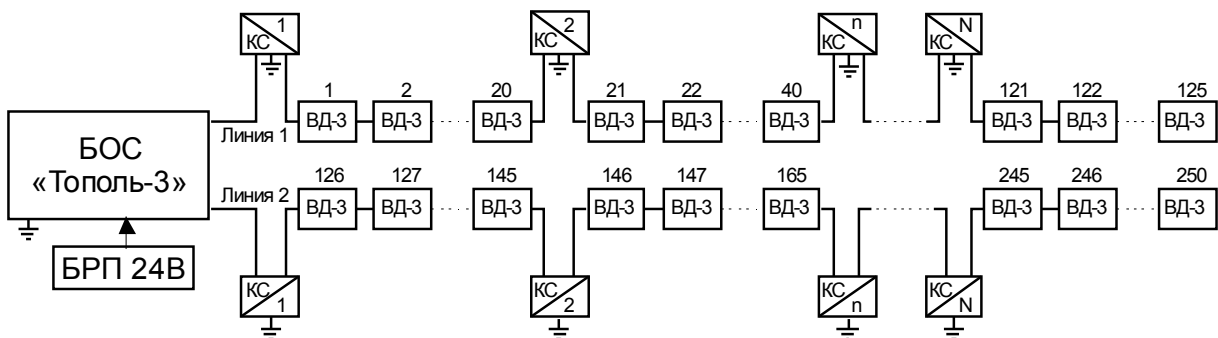 КС 1 КС 2 КС n КС N
1 2 20 21 22 40 121 122 125
ВД-3 ВД-3 ВД-3 ВД-3 ВД-3 ВД-3 ВД-3 ВД-3 ВД-3
Линия 1
БОС
«Тополь-3»
Линия 2
126 127 145 146 147 165 245 246 250
ВД-3 ВД-3 ВД-3 ВД-3 ВД-3 ВД-3 ВД-3 ВД-3 ВД-3
БРП 24В
КС 1 КС 2 КС n КС N